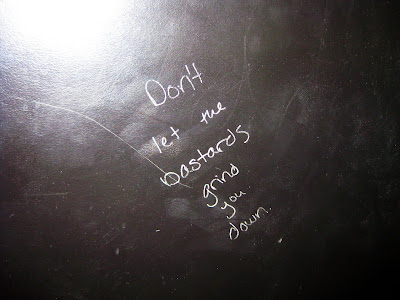 Don't
let the
bastards
grind
you
down.